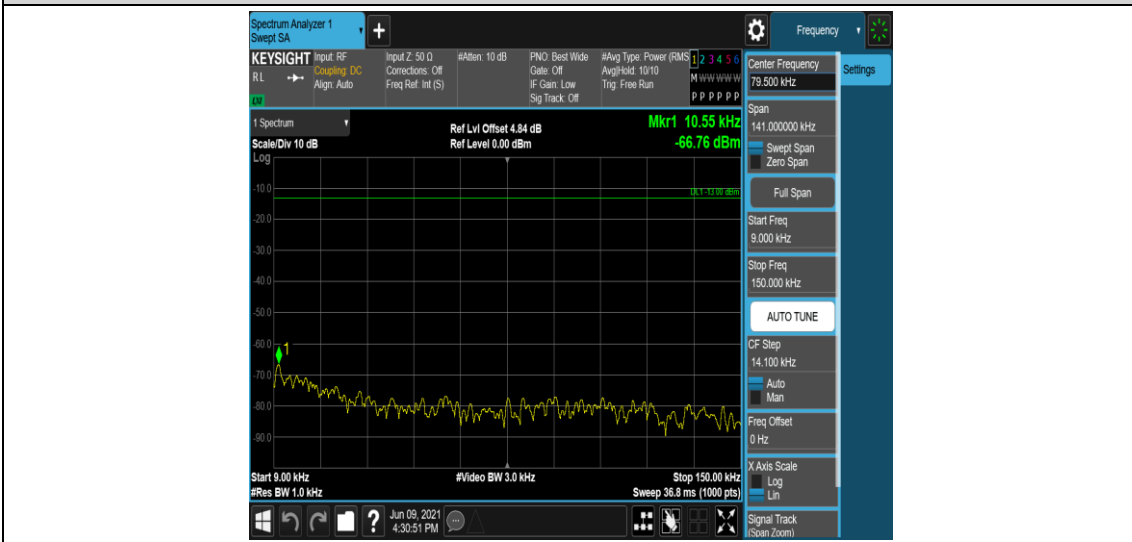 Spectrum Analyzer 1
Swept SA
+
Frequency
KEYSIGHT
RL
LXI
Input: RF
Coupling: DC
Align: Auto
Input Z: 50 Ω
Corrections: Off
Freq Ref: Int (S)
#Atten: 10 dB
PNO: Best Wide
Gate: Off
IF Gain: Low
Sig Track: Off
#Avg Type: Power (RMS
Avg|Hold: 10/10
Trig: Free Run
1 2 3 4 5 6
M W W W W W
P P P P P P
1 Spectrum
Scale/Div 10 dB
Log
Ref Lvl Offset 4.84 dB
Ref Level 0.00 dBm
Mkr1 10.55 kHz
-66.76 dBm
DL1 -13.00 dBm
-10.0
-20.0
-30.0
-40.0
-50.0
-60.0
-70.0
-80.0
-90.0
1
Start 9.00 kHz
#Res BW 1.0 kHz
#Video BW 3.0 kHz
Stop 150.00 kHz
Sweep 36.8 ms (1000 pts)
Center Frequency
79.500 kHz
Settings
Span
141.000000 kHz
Swept Span
Zero Span
Full Span
Start Freq
9.000 kHz
Stop Freq
150.000 kHz
AUTO TUNE
CF Step
14.100 kHz
Auto
Man
Freq Offset
0 Hz
X Axis Scale
Log
Lin
Signal Track
(Span Zoom)
?
Jun 09, 2021
4:30:51 PM